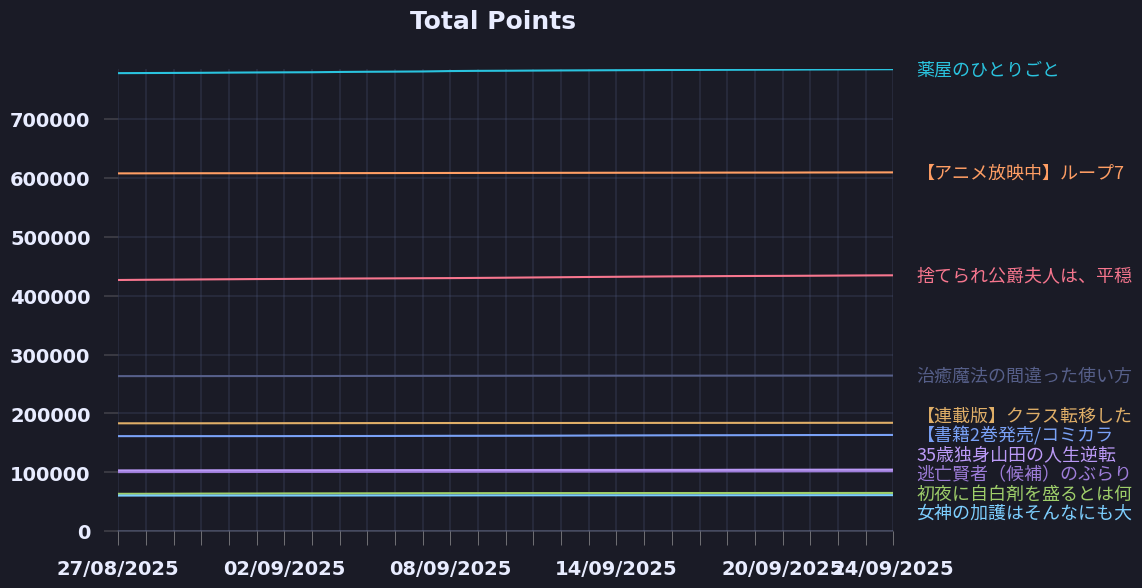 Total Points
薬屋のひとりごと
700000
600000
【アニメ放映中】ループ7
500000
400000
捨てられ公爵夫人は、平穏
300000
治癒魔法の間違った使い方
200000
【連載版】クラス転移した
【書籍2巻発売/コミカラ
35歳独身山田の人生逆転
100000
逃亡賢者（候補）のぶらり
初夜に自白剤を盛るとは何
女神の加護はそんなにも大
0
27/08/2025
02/09/2025
08/09/2025
14/09/2025
20/09/2025
24/09/2025